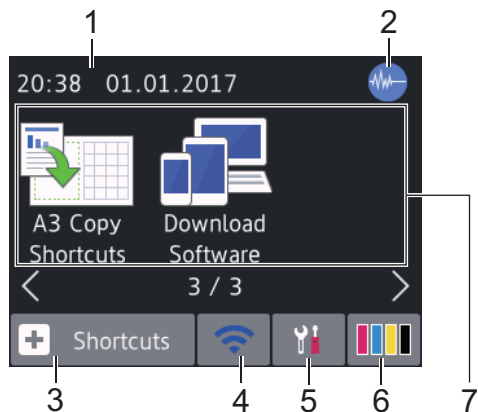 1
2
20:38 01.01.2017
A3 Copy
Shortcuts
Download
Software
3 / 3
Shortcuts
3
4
5
6
7